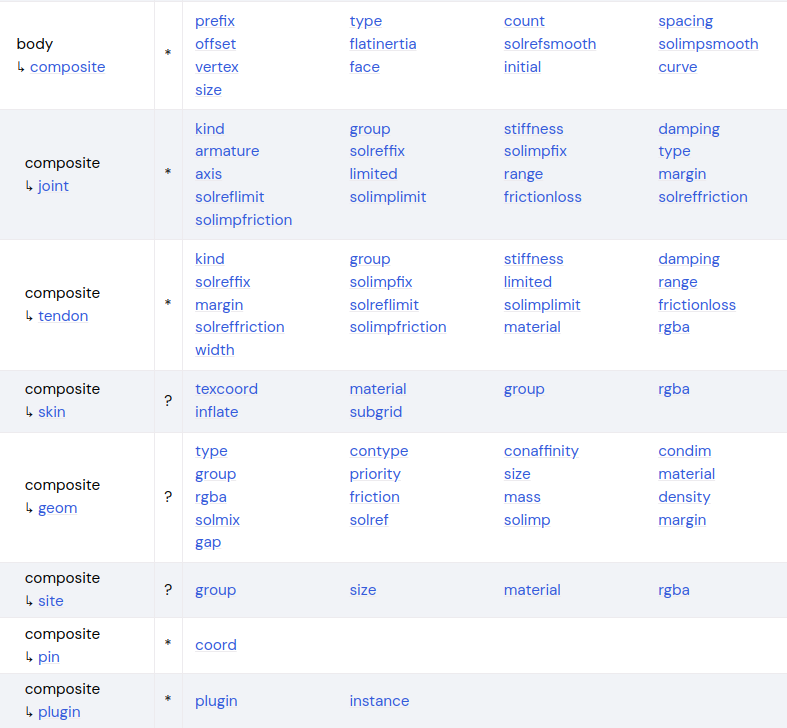 body
↳ composite
*
prefix type count spacing
offset flatinertia solrefsmooth solimpsmooth
vertex face initial curve
size
composite
↳ joint
*
kind group stiffness damping
armature solreffix solimpfix type
axis limited range margin
solreflimit solimplimit frictionloss solreffriction
solimpfriction
composite
↳ tendon
*
kind group stiffness damping
solreffix solimpfix limited range
margin solreflimit solimplimit frictionloss
solreffriction solimpfriction material rgba
width
composite
↳ skin
?
texcoord material group rgba
inflate subgrid
composite
↳ geom
?
type contype conaffinity condim
group priority size material
rgba friction mass density
solmix solref solimp margin
gap
composite
↳ site
?
group size material rgba
composite
↳ pin
*
coord
composite
↳ plugin
*
plugin instance